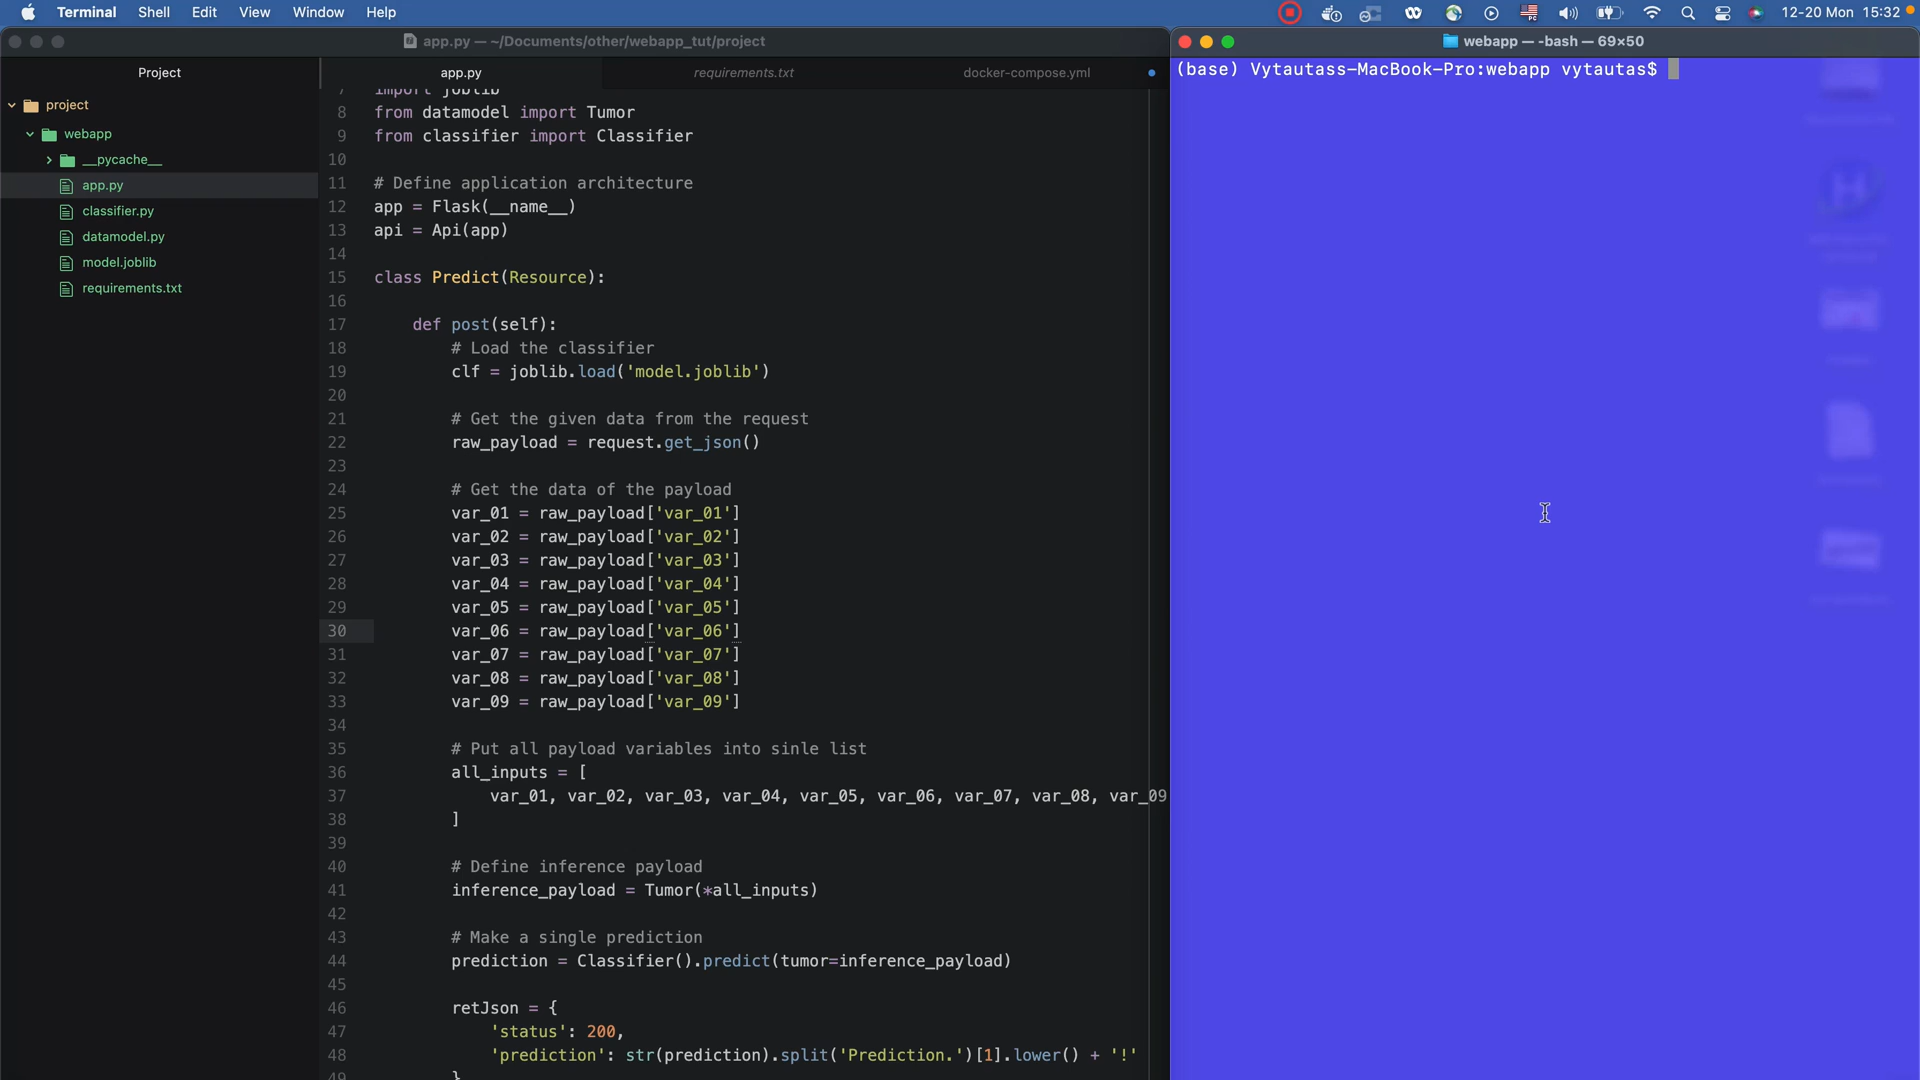 Terminal Shell Edit View Window Help
12-20 Mon 15:32
app.py — ~/Documents/other/webapp_tut/project
webapp — -bash — 69×50
Project
app.py
requirements.txt
docker-compose.yml
(base) Vytautass-MacBook-Pro:webapp vytautas$
project
webapp
__pycache__
app.py
classifier.py
datamodel.py
model.joblib
requirements.txt
7 import joblib
8 from datamodel import Tumor
9 from classifier import Classifier
10
11 # Define application architecture
12 app = Flask(__name__)
13 api = Api(app)
14
15 class Predict(Resource):
16
17 def post(self):
18 # Load the classifier
19 clf = joblib.load('model.joblib')
20
21 # Get the given data from the request
22 raw_payload = request.get_json()
23
24 # Get the data of the payload
25 var_01 = raw_payload['var_01']
26 var_02 = raw_payload['var_02']
27 var_03 = raw_payload['var_03']
28 var_04 = raw_payload['var_04']
29 var_05 = raw_payload['var_05']
30 var_06 = raw_payload['var_06']
31 var_07 = raw_payload['var_07']
32 var_08 = raw_payload['var_08']
33 var_09 = raw_payload['var_09']
34
35 # Put all payload variables into sinle list
36 all_inputs = [
37 var_01, var_02, var_03, var_04, var_05, var_06, var_07, var_08, var_09
38 ]
39
40 # Define inference payload
41 inference_payload = Tumor(*all_inputs)
42
43 # Make a single prediction
44 prediction = Classifier().predict(tumor=inference_payload)
45
46 retJson = {
47 'status': 200,
48 'prediction': str(prediction).split('Prediction.')[1].lower() + '!'
49 }